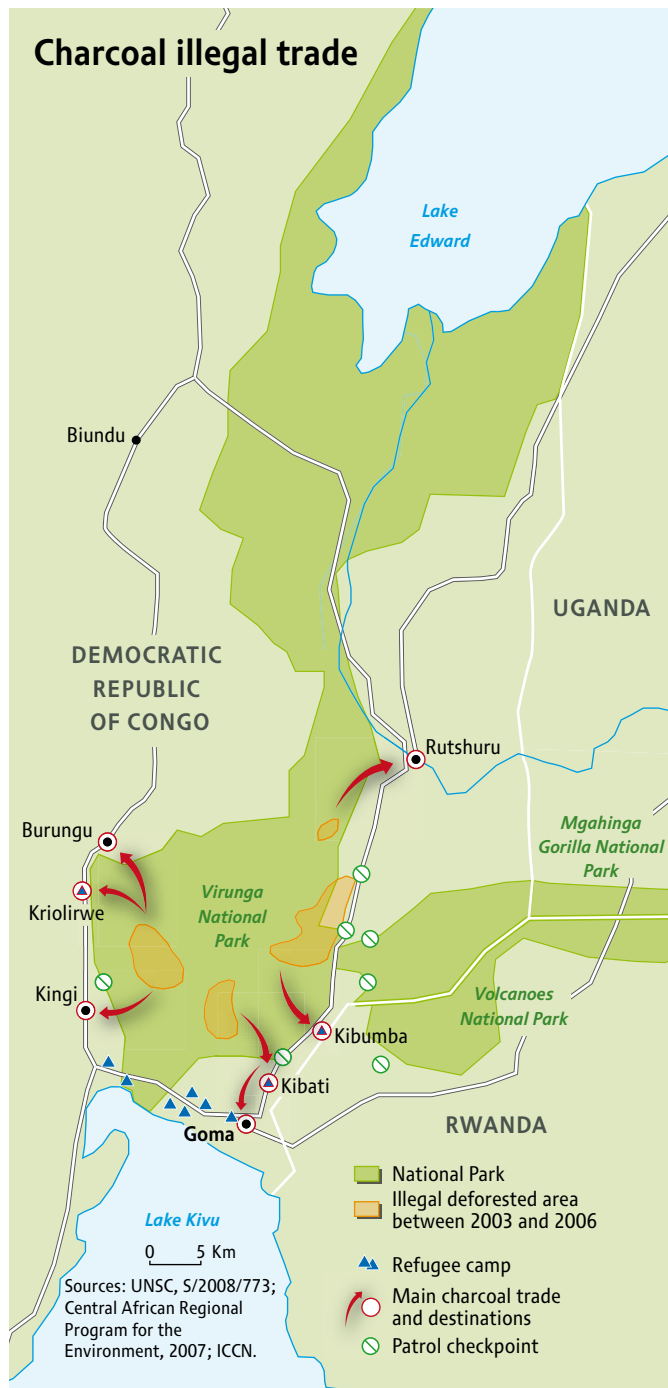 Charcoal illegal trade
Lake
Edward
Biundu
UGANDA
DEMOCRATIC
REPUBLIC
OF CONGO
Rutshuru
Burungu
Mgahinga
Gorilla National
Park
Kriolirwe
Virunga
National
Park
Kingi
Volcanoes
National Park
Kibumba
Kibati
Goma
RWANDA
National Park
Illegal deforested area
between 2003 and 2006
Lake Kivu
0 5 Km
Refugee camp
Sources: UNSC, S/2008/773;
Central African Regional
Program for the
Environment, 2007; ICCN.
Main charcoal trade
and destinations
Patrol checkpoint